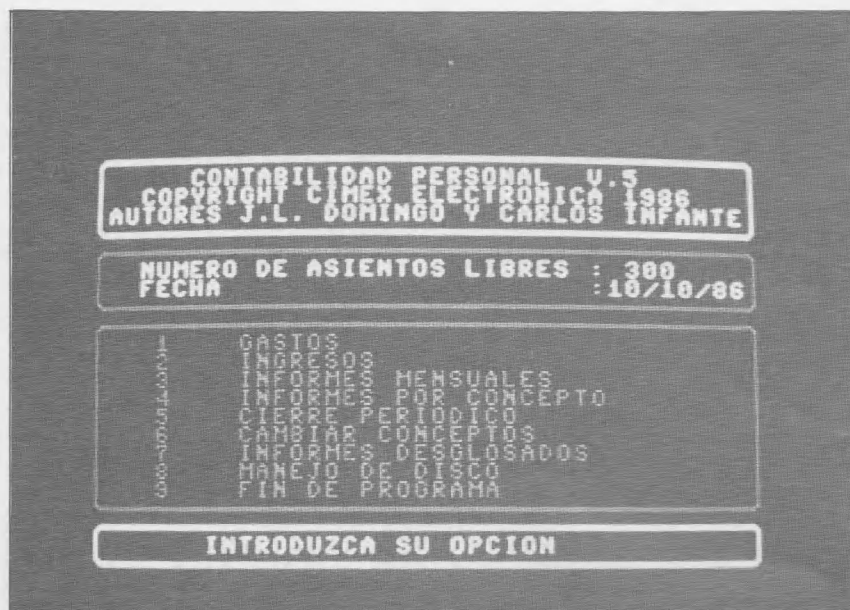 CONTABILIDAD PERSONAL V.5
COPYRIGHT CIMEX ELECTRONICA 1986
AUTORES J.L. DOMINGO Y CARLOS INFANTE
NUMERO DE ASIENTOS LIBRES : 300
FECHA :10/10/86
1 GASTOS
2 INGRESOS
3 INFORMES MENSUALES
4 INFORMES POR CONCEPTO
5 CIERRE PERIODICO
6 CAMBIAR CONCEPTOS
7 INFORMES DESGLOSADOS
8 MANEJO DE DISCO
9 FIN DE PROGRAMA
INTRODUZCA SU OPCION